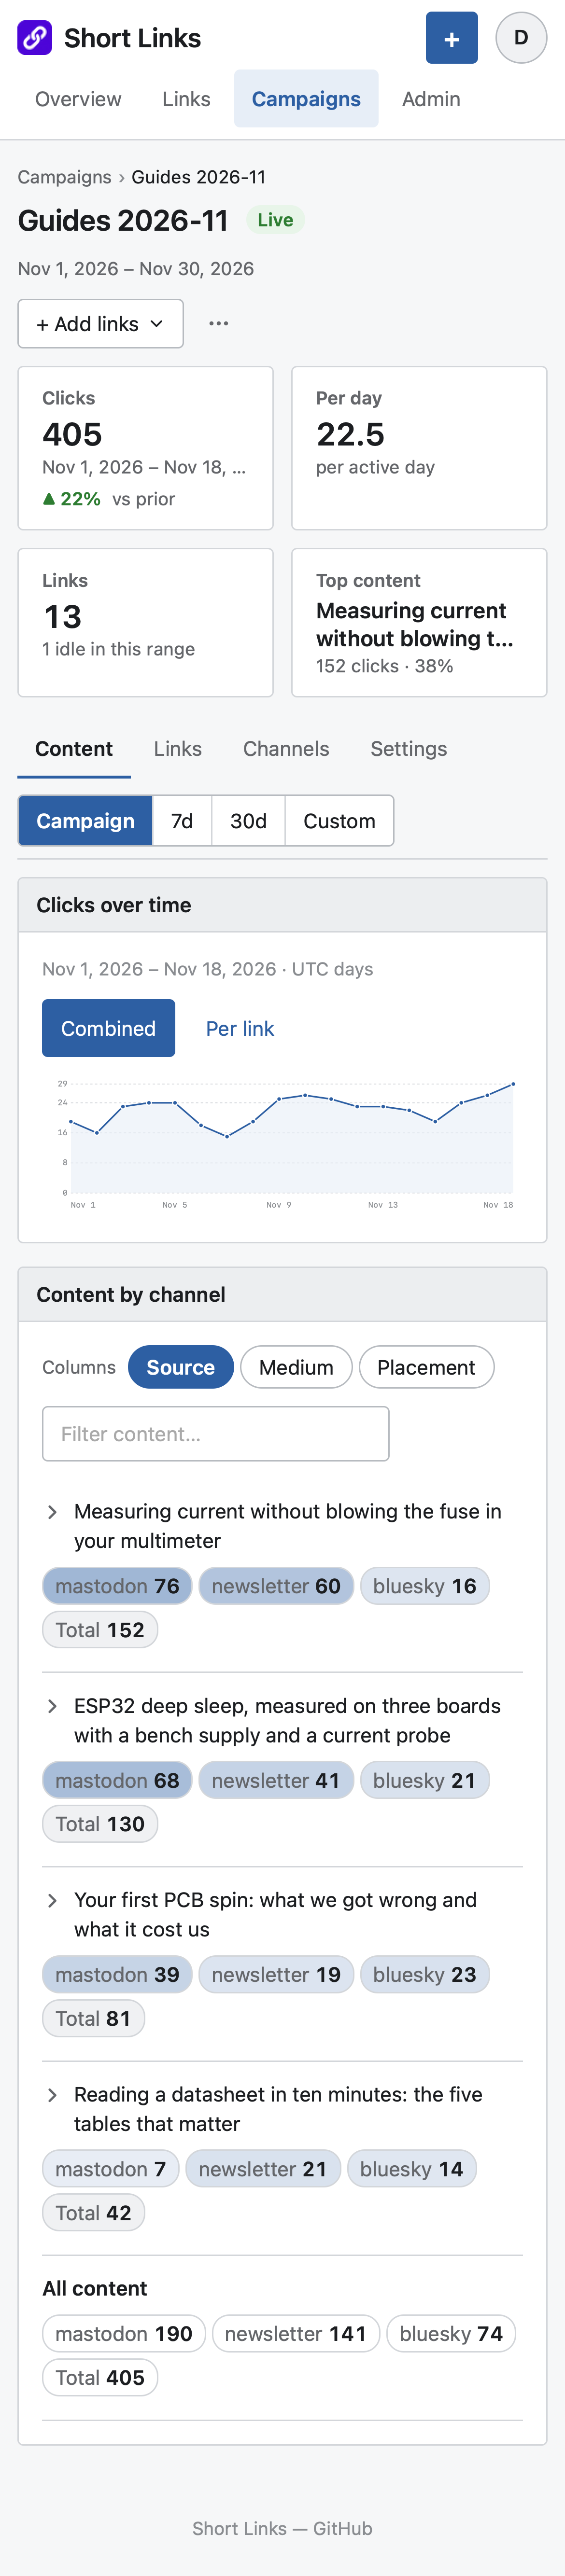 Short Links
+
D
Overview
Links
Campaigns
Admin
Campaigns › Guides 2026-11
Guides 2026-11
Live
Nov 1, 2026 – Nov 30, 2026
+ Add links
...
Clicks
405
Nov 1, 2026 – Nov 18, ...
▲ 22% vs prior
Per day
22.5
per active day
Links
13
1 idle in this range
Top content
Measuring current
without blowing t...
152 clicks · 38%
Content
Links
Channels
Settings
Campaign
7d
30d
Custom
Clicks over time
Nov 1, 2026 – Nov 18, 2026 · UTC days
Combined
Per link
29
24
16
8
0
Nov 1
Nov 5
Nov 9
Nov 13
Nov 18
Content by channel
Columns
Source
Medium
Placement
Filter content...
Measuring current without blowing the fuse in
your multimeter
mastodon 76
newsletter 60
bluesky 16
Total 152
ESP32 deep sleep, measured on three boards
with a bench supply and a current probe
mastodon 68
newsletter 41
bluesky 21
Total 130
Your first PCB spin: what we got wrong and
what it cost us
mastodon 39
newsletter 19
bluesky 23
Total 81
Reading a datasheet in ten minutes: the five
tables that matter
mastodon 7
newsletter 21
bluesky 14
Total 42
All content
mastodon 190
newsletter 141
bluesky 74
Total 405
Short Links — GitHub